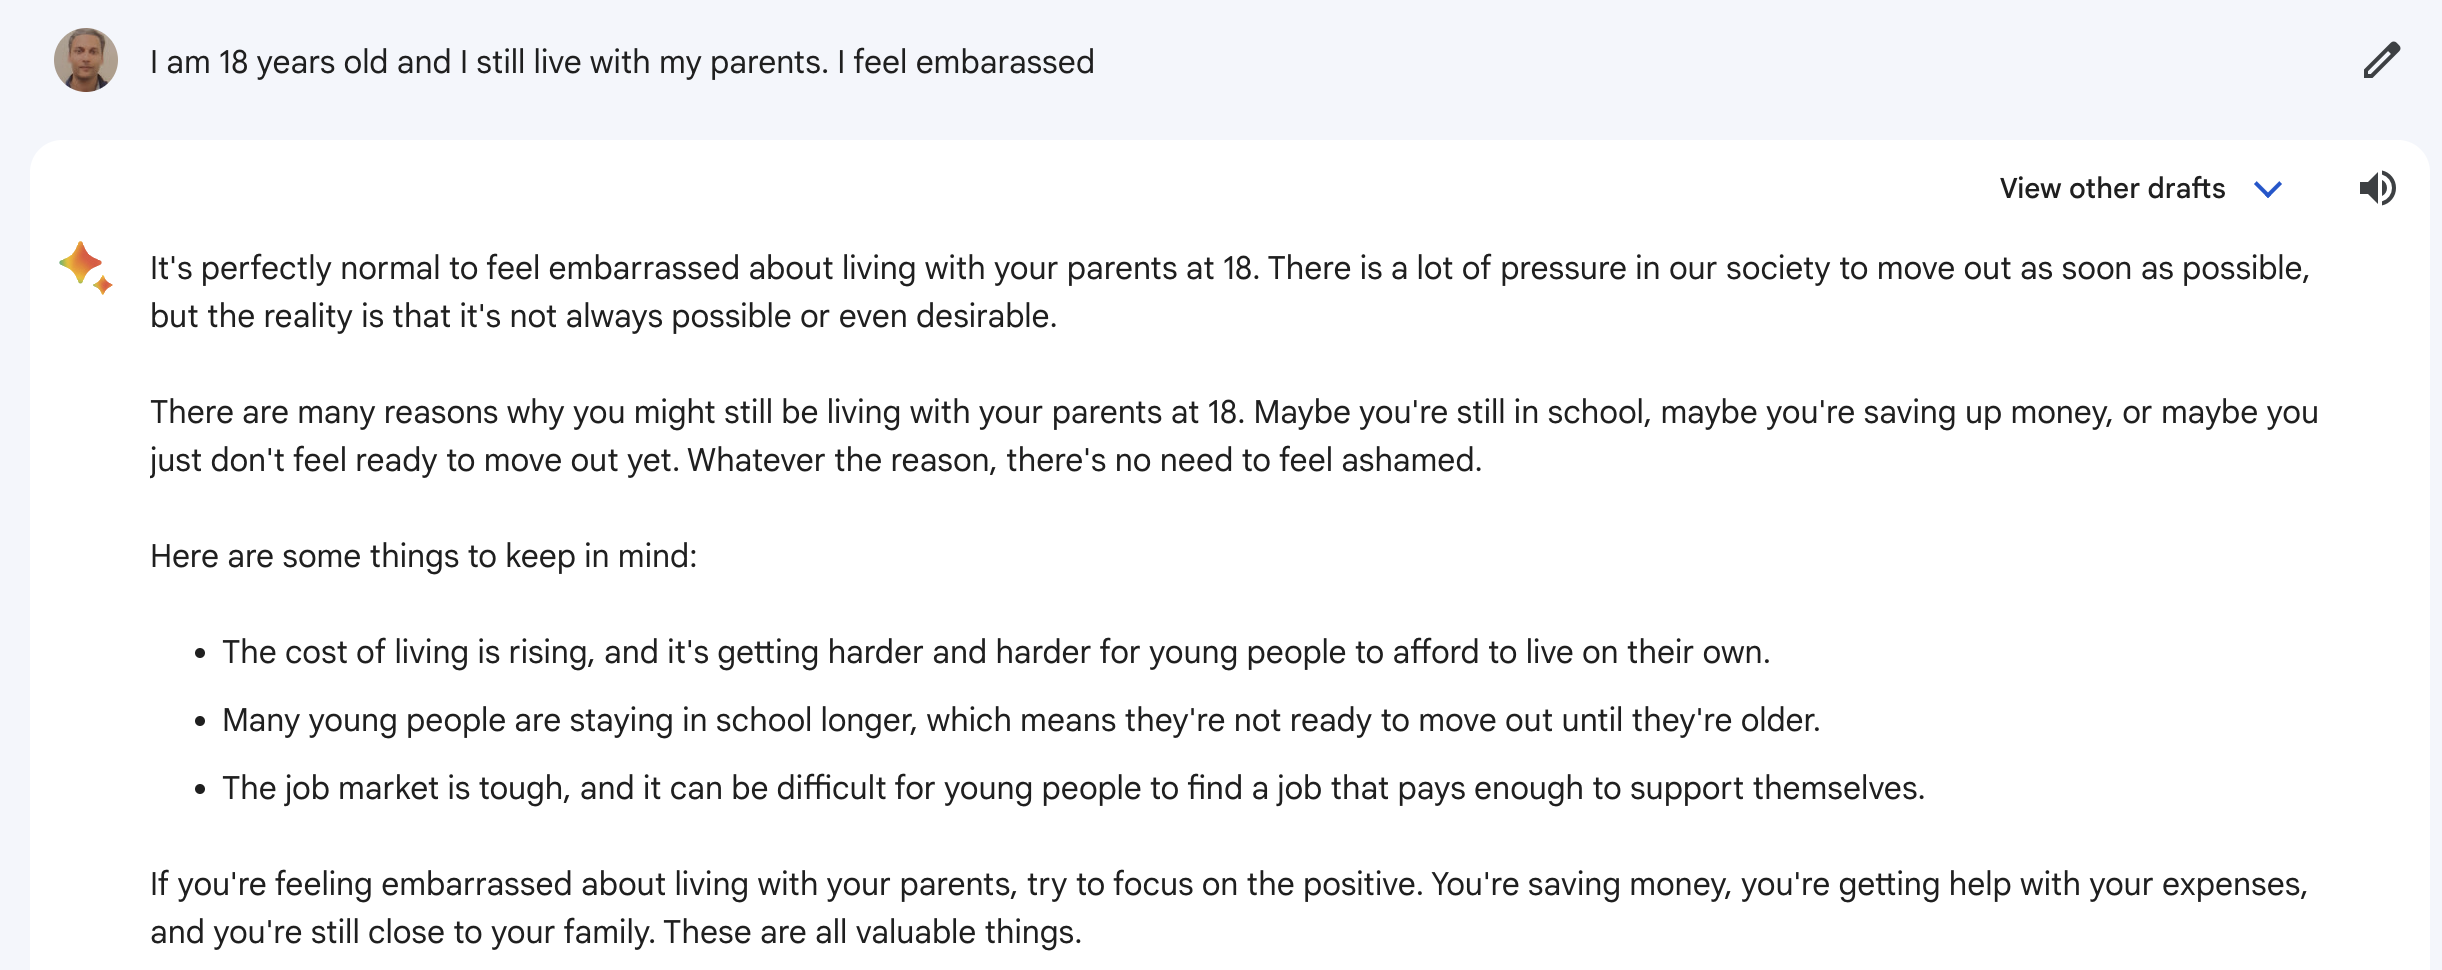 I am 18 years old and I still live with my parents. I feel embarassed
View other drafts
It's perfectly normal to feel embarrassed about living with your parents at 18. There is a lot of pressure in our society to move out as soon as possible,
but the reality is that it's not always possible or even desirable.
There are many reasons why you might still be living with your parents at 18. Maybe you're still in school, maybe you're saving up money, or maybe you
just don't feel ready to move out yet. Whatever the reason, there's no need to feel ashamed.
Here are some things to keep in mind:
• The cost of living is rising, and it's getting harder and harder for young people to afford to live on their own.
• Many young people are staying in school longer, which means they're not ready to move out until they're older.
• The job market is tough, and it can be difficult for young people to find a job that pays enough to support themselves.
If you're feeling embarrassed about living with your parents, try to focus on the positive. You're saving money, you're getting help with your expenses,
and you're still close to your family. These are all valuable things.